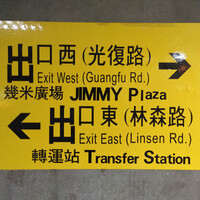 出口西(光復路)
Exit West (Guangfu Rd.)
幾米廣場 JIMMY Plaza
出口東(林森路)
Exit East (Linsen Rd.)
轉運站 Transfer Station